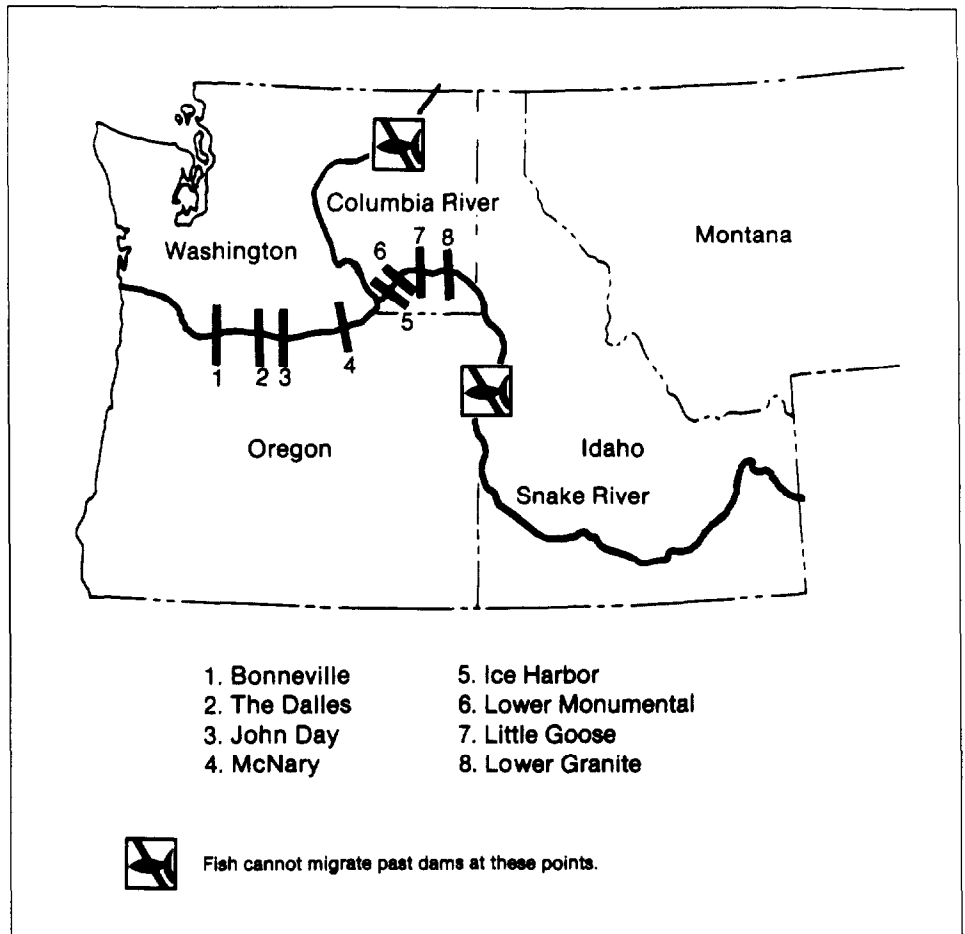 Columbia River
Washington
Montana
7 8
6
5
4
1 2 3
Oregon
Idaho
Snake River
1. Bonneville
2. The Dalles
3. John Day
4. McNary
5. Ice Harbor
6. Lower Monumental
7. Little Goose
8. Lower Granite
Fish cannot migrate past dams at these points.